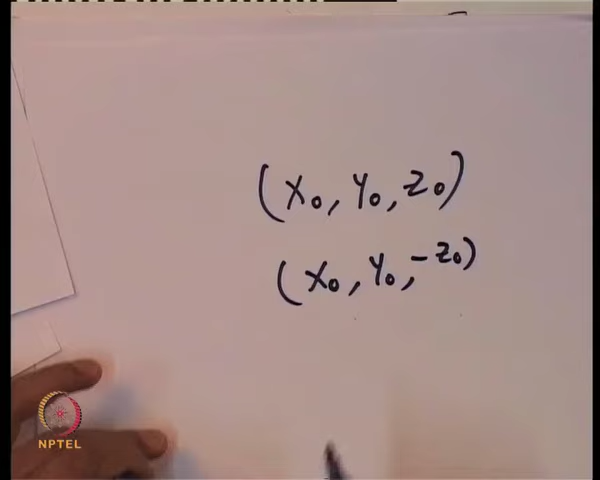 (x₀, y₀, z₀)
(x₀, y₀, -z₀)
NPTEL